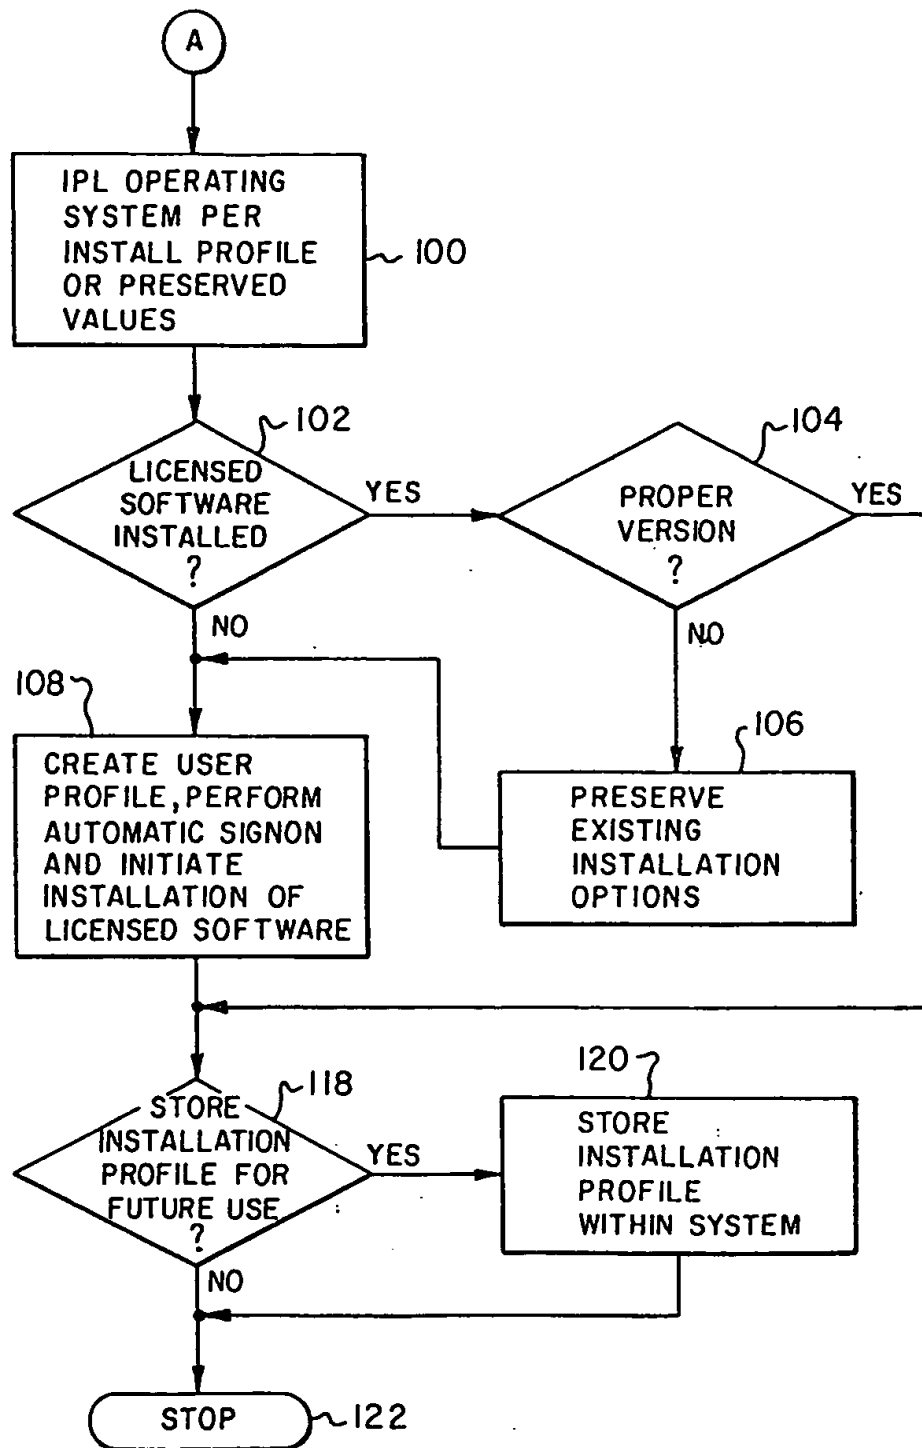 A
IPL OPERATING
SYSTEM PER
INSTALL PROFILE
OR PRESERVED
VALUES
100
102
LICENSED
SOFTWARE
INSTALLED
?
YES
NO
104
PROPER
VERSION
?
YES
NO
106
PRESERVE
EXISTING
INSTALLATION
OPTIONS
108
CREATE USER
PROFILE, PERFORM
AUTOMATIC SIGNON
AND INITIATE
INSTALLATION OF
LICENSED SOFTWARE
118
STORE
INSTALLATION
PROFILE FOR
FUTURE USE
?
YES
NO
120
STORE
INSTALLATION
PROFILE
WITHIN SYSTEM
STOP
122